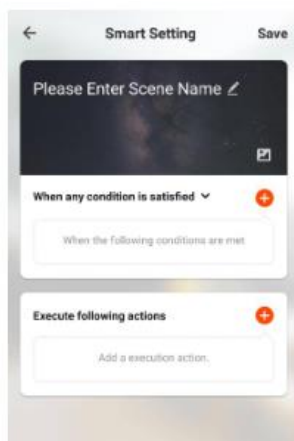 Smart Setting
Save
Please Enter Scene Name
When any condition is satisfied
When the following conditions are met
Execute following actions
Add a execution action.